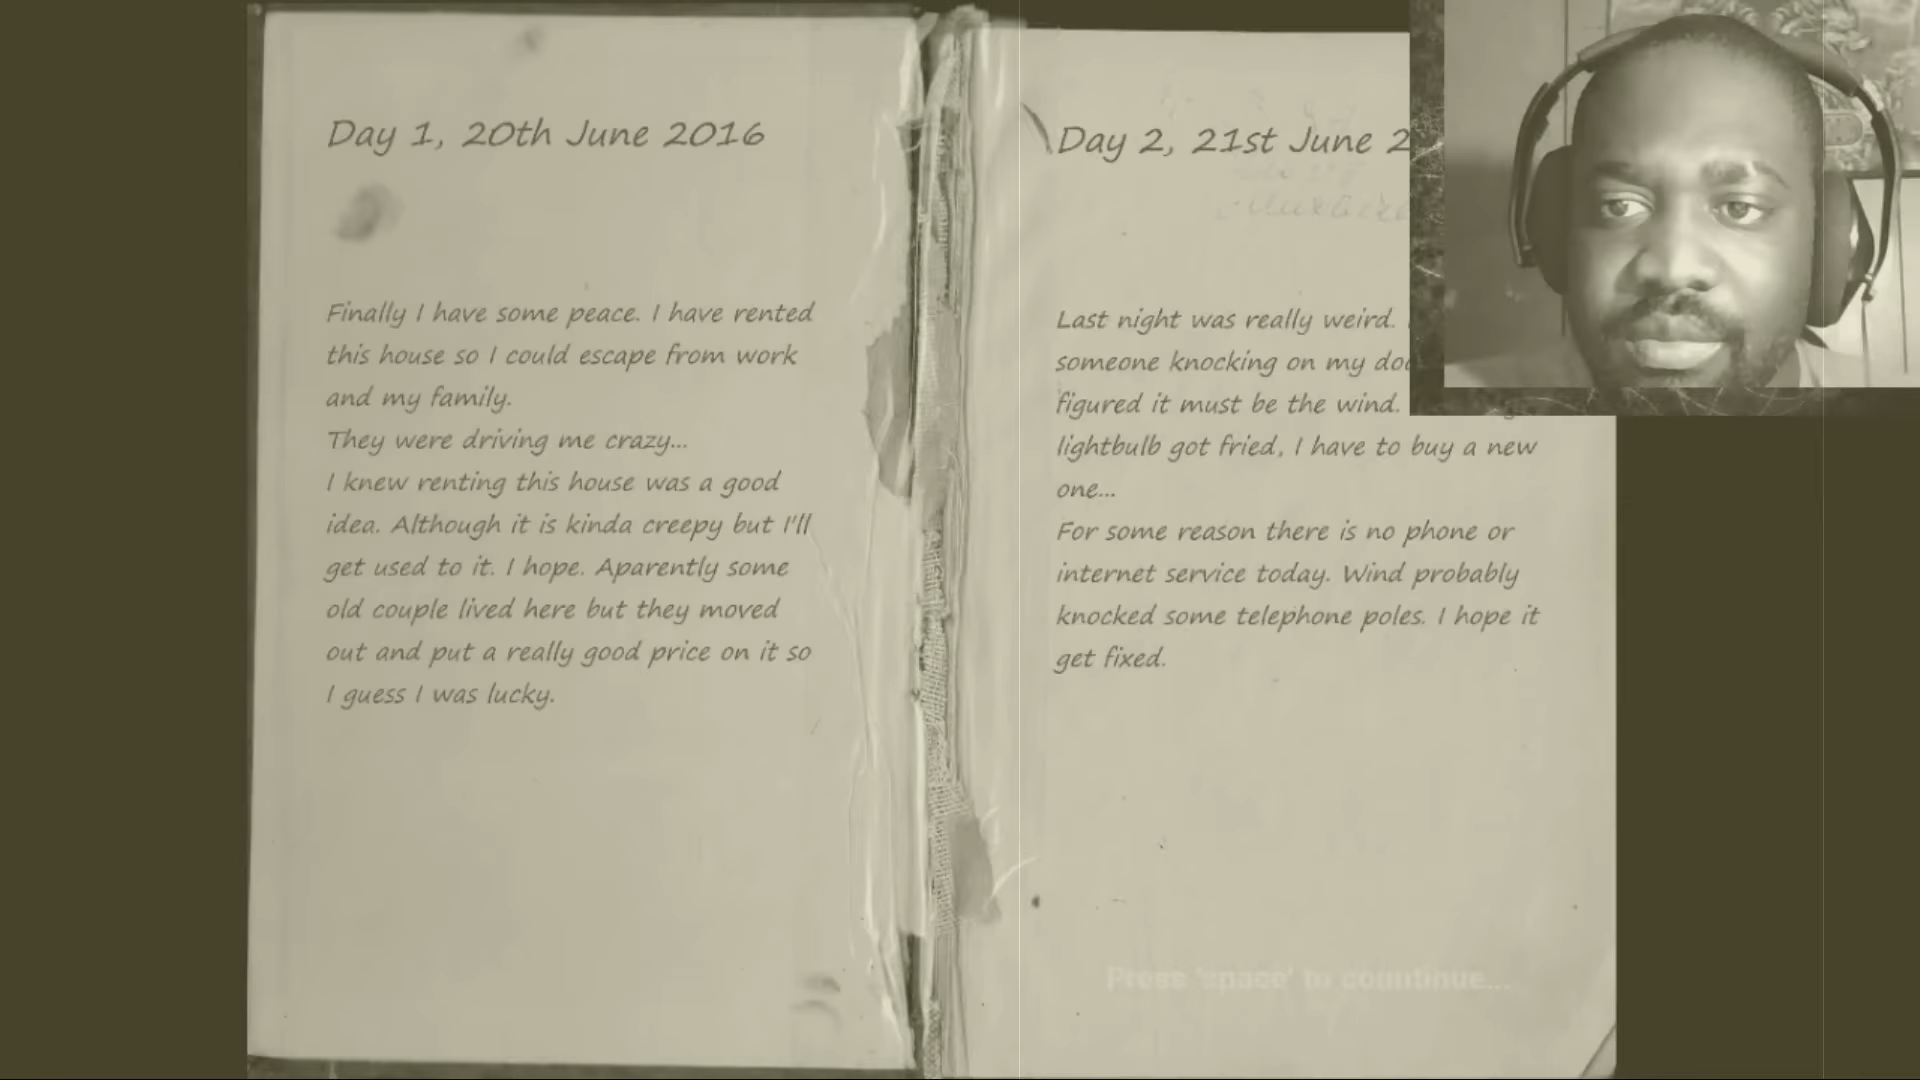 Day 1, 20th June 2016
Finally I have some peace. I have rented
this house so I could escape from work
and my family.
They were driving me crazy...
I knew renting this house was a good
idea. Although it is kinda creepy but I'll
get used to it. I hope. Aparently some
old couple lived here but they moved
out and put a really good price on it so
I guess I was lucky.
Day 2, 21st June
Last night was really weird.
someone knocking on my
figured it must be the wind.
lightbulb got fried, I have to buy a new
one...
For some reason there is no phone or
internet service today. Wind probably
knocked some telephone poles. I hope it
get fixed.
Press 'space' to countinue...